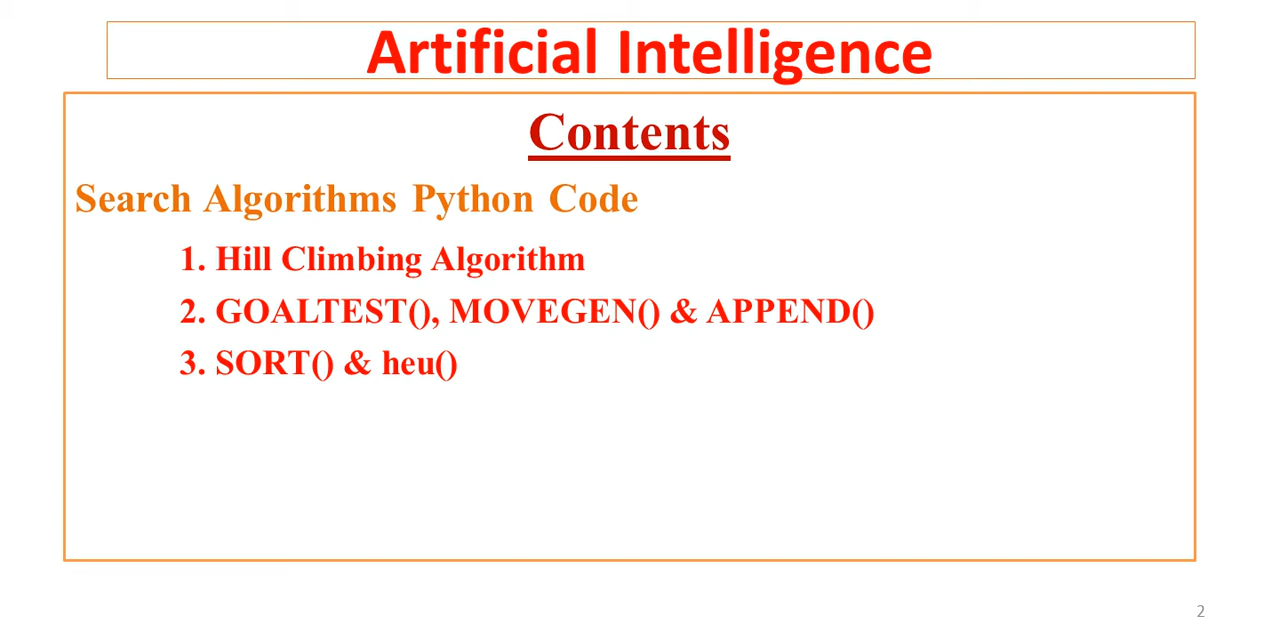 Artificial Intelligence
Contents
Search Algorithms Python Code
1. Hill Climbing Algorithm
2. GOALTEST(), MOVEGEN() & APPEND()
3. SORT() & heu()
2